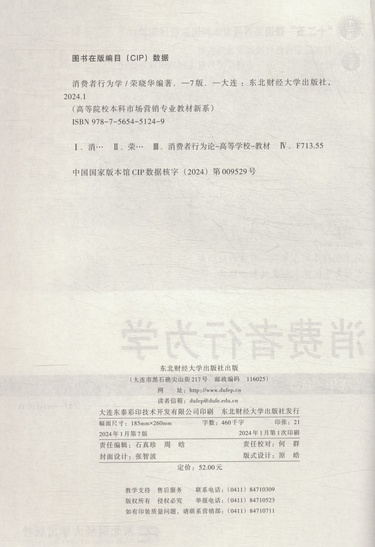 图书在版编目（CIP）数据
消费者行为学 / 荣晓华编著. —7版. —大连：东北财经大学出版社，
2024.1
（高等院校本科市场营销专业教材新系）
ISBN 978-7-5654-5124-9
Ⅰ. 消… Ⅱ. 荣… Ⅲ. 消费者行为论-高等学校-教材 Ⅳ. F713.55
中国国家版本馆CIP数据核字（2024）第009529号
消费者行为学
东北财经大学出版社出版
（大连市黑石礁尖山街217号 邮政编码 116025）
网 址：http://www.dufep.cn
读者信箱：dufep@dufe.edu.cn
大连东泰彩印技术开发有限公司印刷 东北财经大学出版社发行
幅面尺寸：185mm×260mm 字数：460千字 印张：21
2024年1月第7版 2024年1月第1次印刷
责任编辑：石真珍 周 晗 责任校对：何 群
封面设计：张智波 版式设计：原 皓
定价：52.00元
教学支持 售后服务 联系电话：（0411）84710309
版权所有 侵权必究 举报电话：（0411）84710523
如有印装质量问题，请联系营销部：（0411）84710711